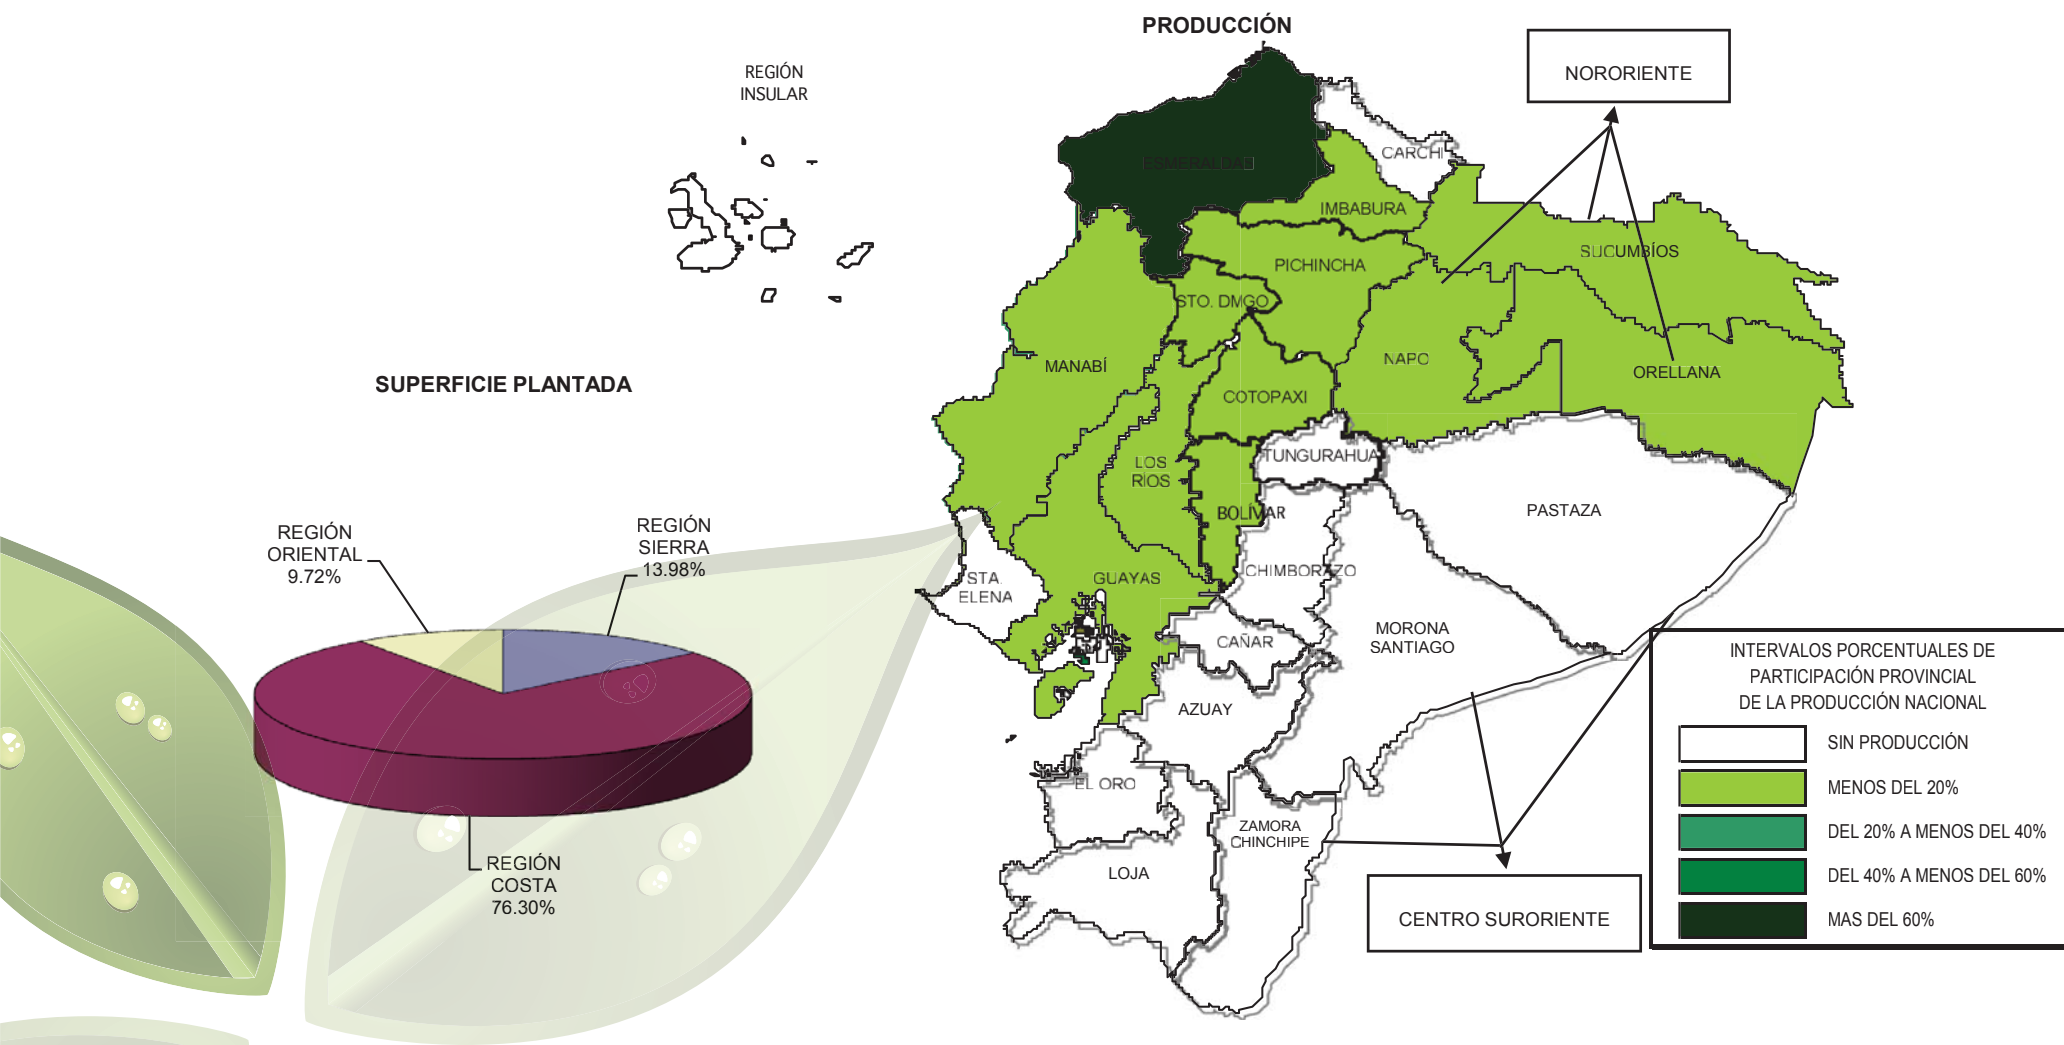 PRODUCCIÓN
REGIÓN
INSULAR
NORORIENTE
CARCHI
ESMERALDAS
IMBABURA
SUCUMBÍOS
PICHINCHA
STO. DMGO
NAPO
MANABÍ
ORELLANA
COTOPAXI
TUNGURAHUA
LOS
RÍOS
BOLÍVAR
PASTAZA
CHIMBORAZO
STA.
ELENA
GUAYAS
CAÑAR
MORONA
SANTIAGO
AZUAY
EL ORO
ZAMORA
CHINCHIPE
LOJA
CENTRO SURORIENTE
SUPERFICIE PLANTADA
REGIÓN
ORIENTAL
9.72%
REGIÓN
SIERRA
13.98%
REGIÓN
COSTA
76.30%
INTERVALOS PORCENTUALES DE
PARTICIPACIÓN PROVINCIAL
DE LA PRODUCCIÓN NACIONAL
SIN PRODUCCIÓN
MENOS DEL 20%
DEL 20% A MENOS DEL 40%
DEL 40% A MENOS DEL 60%
MAS DEL 60%